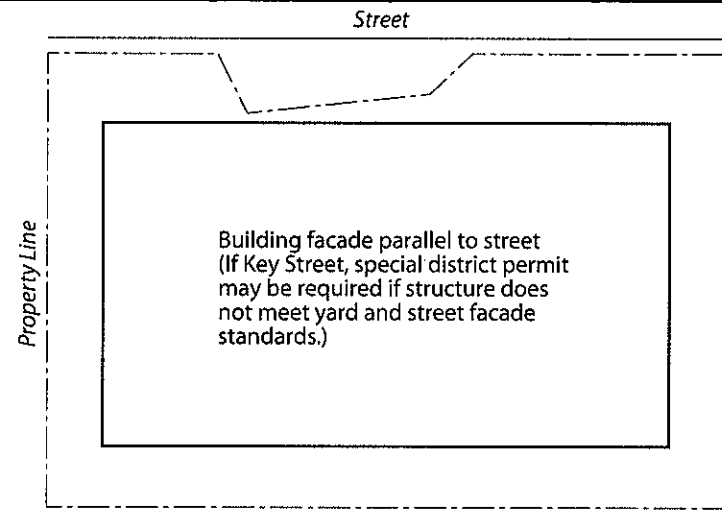 Street
Property Line
Building facade parallel to street
(If Key Street, special district permit
may be required if structure does
not meet yard and street facade
standards.)